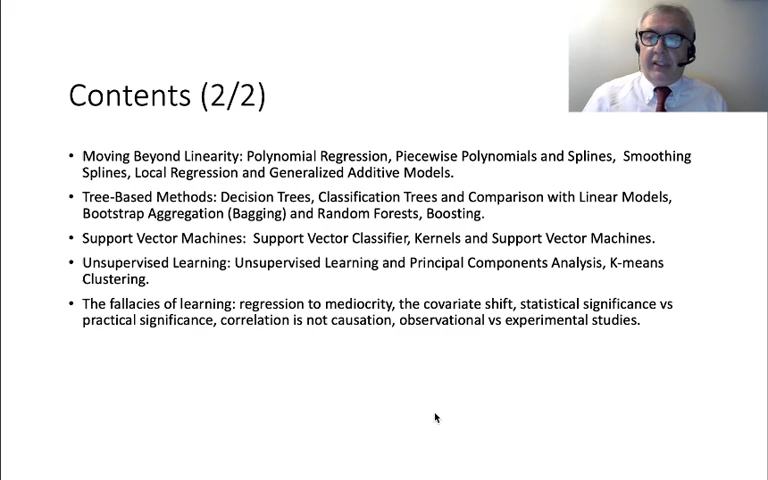 Contents (2/2)
• Moving Beyond Linearity: Polynomial Regression, Piecewise Polynomials and Splines,  Smoothing
Splines, Local Regression and Generalized Additive Models.
• Tree-Based Methods: Decision Trees, Classification Trees and Comparison with Linear Models,
Bootstrap Aggregation (Bagging) and Random Forests, Boosting.
• Support Vector Machines:  Support Vector Classifier, Kernels and Support Vector Machines.
• Unsupervised Learning: Unsupervised Learning and Principal Components Analysis, K-means
Clustering.
• The fallacies of learning: regression to mediocrity, the covariate shift, statistical significance vs
practical significance, correlation is not causation, observational vs experimental studies.